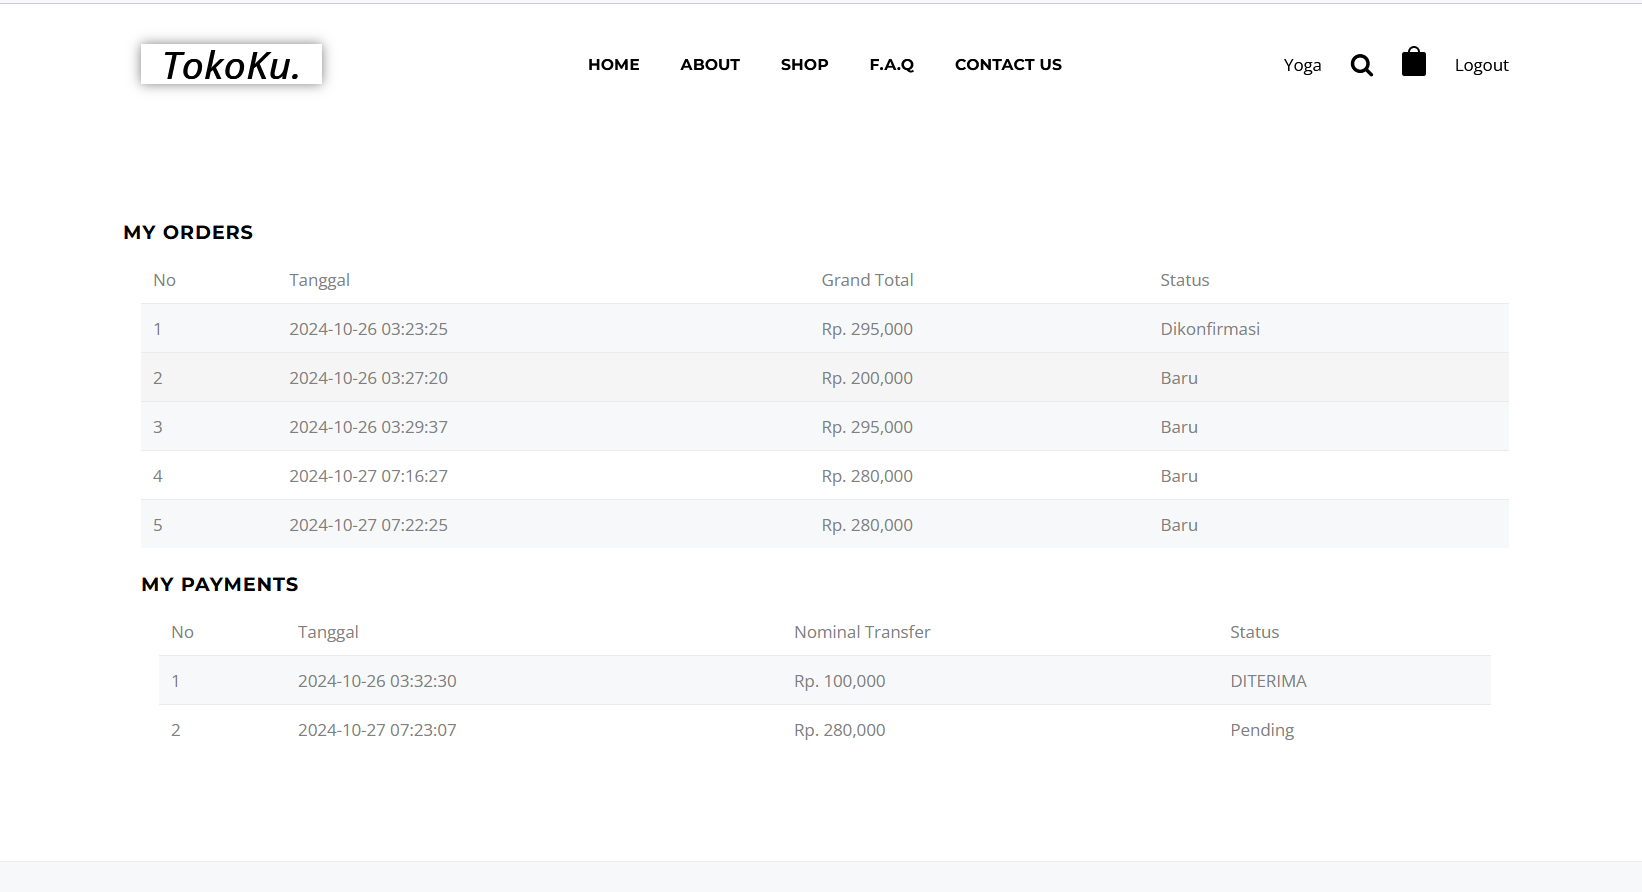 TokoKu. HOME ABOUT SHOP F.A.Q CONTACT US Yoga Logout
MY ORDERS
No Tanggal Grand Total Status
1 2024-10-26 03:23:25 Rp. 295,000 Dikonfirmasi
2 2024-10-26 03:27:20 Rp. 200,000 Baru
3 2024-10-26 03:29:37 Rp. 295,000 Baru
4 2024-10-27 07:16:27 Rp. 280,000 Baru
5 2024-10-27 07:22:25 Rp. 280,000 Baru
MY PAYMENTS
No Tanggal Nominal Transfer Status
1 2024-10-26 03:32:30 Rp. 100,000 DITERIMA
2 2024-10-27 07:23:07 Rp. 280,000 Pending